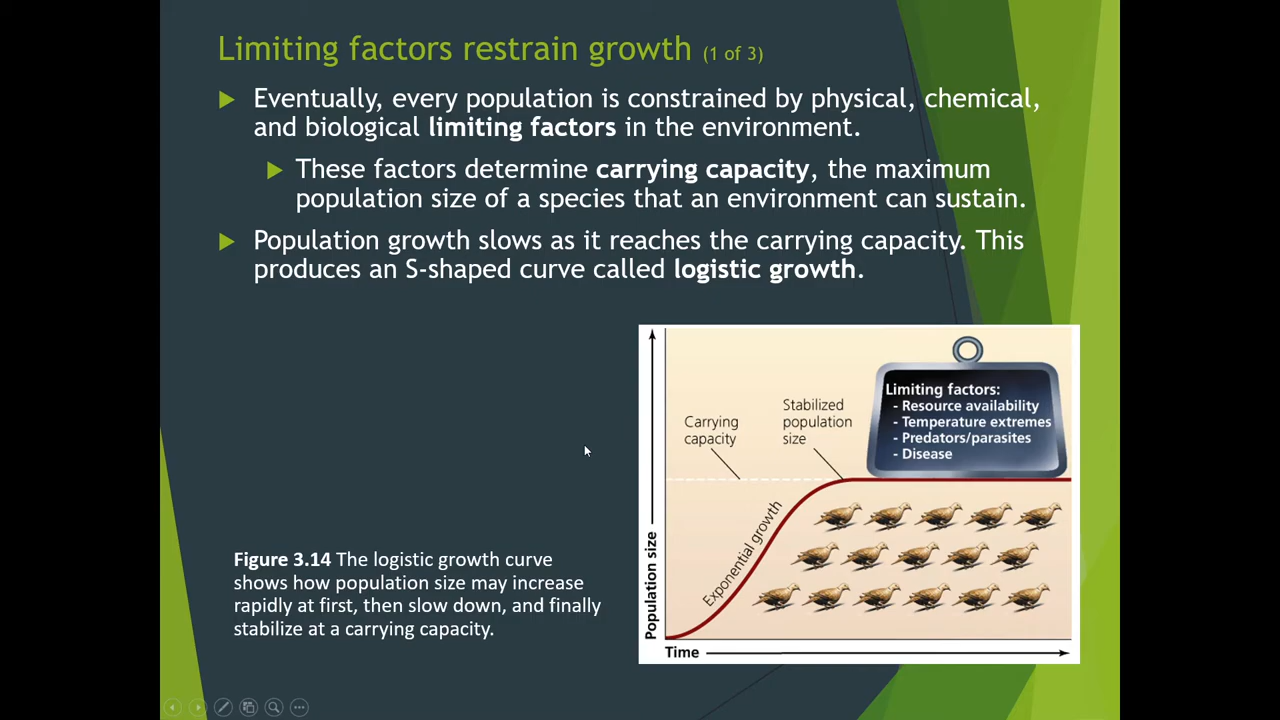 Limiting factors restrain growth (1 of 3)
Eventually, every population is constrained by physical, chemical,
and biological limiting factors in the environment.
These factors determine carrying capacity, the maximum
population size of a species that an environment can sustain.
Population growth slows as it reaches the carrying capacity. This
produces an S-shaped curve called logistic growth.
Figure 3.14 The logistic growth curve
shows how population size may increase
rapidly at first, then slow down, and finally
stabilize at a carrying capacity.
Population size
Carrying
capacity
Stabilized
population
size
Limiting factors:
- Resource availability
- Temperature extremes
- Predators/parasites
- Disease
Exponential growth
Time